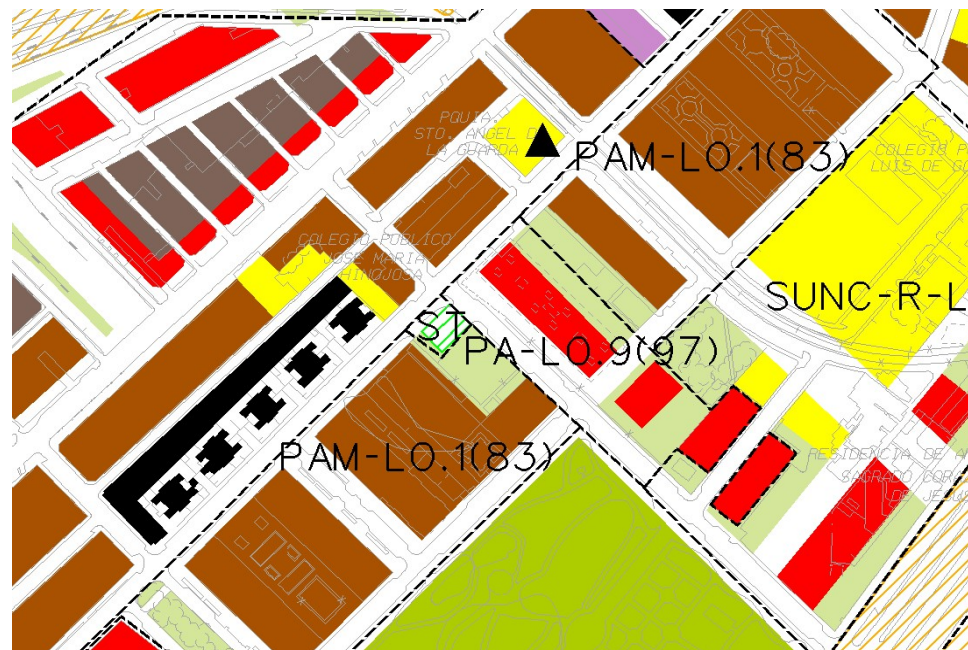 PQUIA.
STO. ANGEL D
LA GUARDA
PAM-LO.1(83)
COLEGIO P
LUIS DE G
COLEGIO PUBLICO
JOSE MARIA
HINOJOSA
SUNC-R-L
ST
PA-LO.9(97)
PAM-LO.1(83)
RESIDENCIA DE A
SAGRADO CORA
DE JESUS